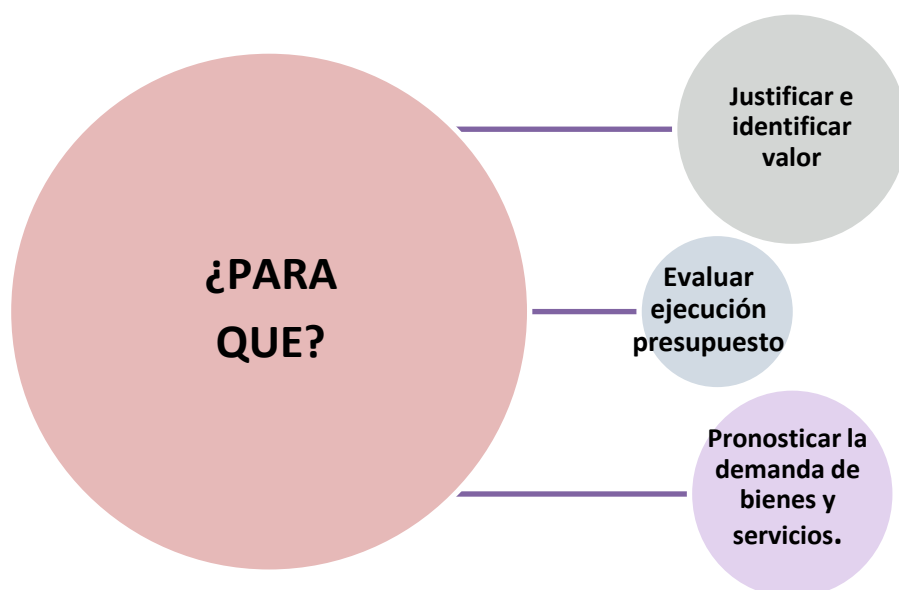 ¿PARA
QUE?
Justificar e
identificar
valor
Evaluar
ejecución
presupuesto
Pronosticar la
demanda de
bienes y
servicios.